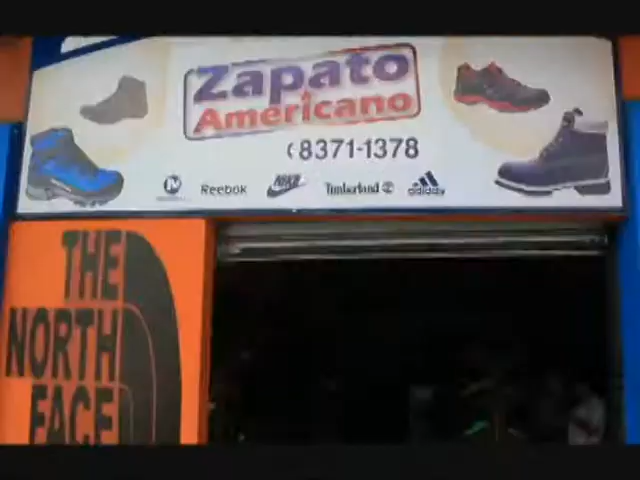 Zapato
Americano
8371-1378
Reebok NIKE Timberland adidas
THE
NORTH
FACE